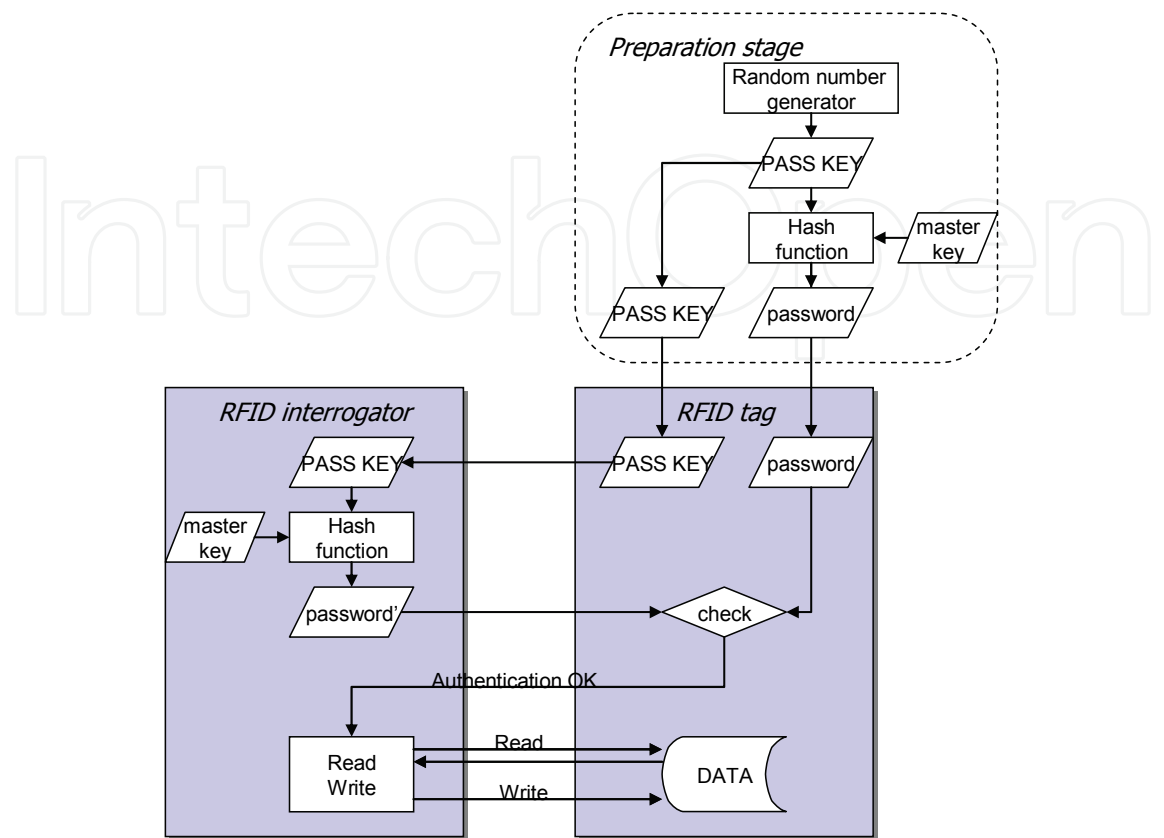 Preparation stage
Random number
generator
PASS KEY
Hash
function
master
key
PASS KEY
password
RFID interrogator
RFID tag
PASS KEY
PASS KEY
password
master
key
Hash
function
password'
check
Authentication OK
Read
Write
Read
DATA
Write
IntechOpen